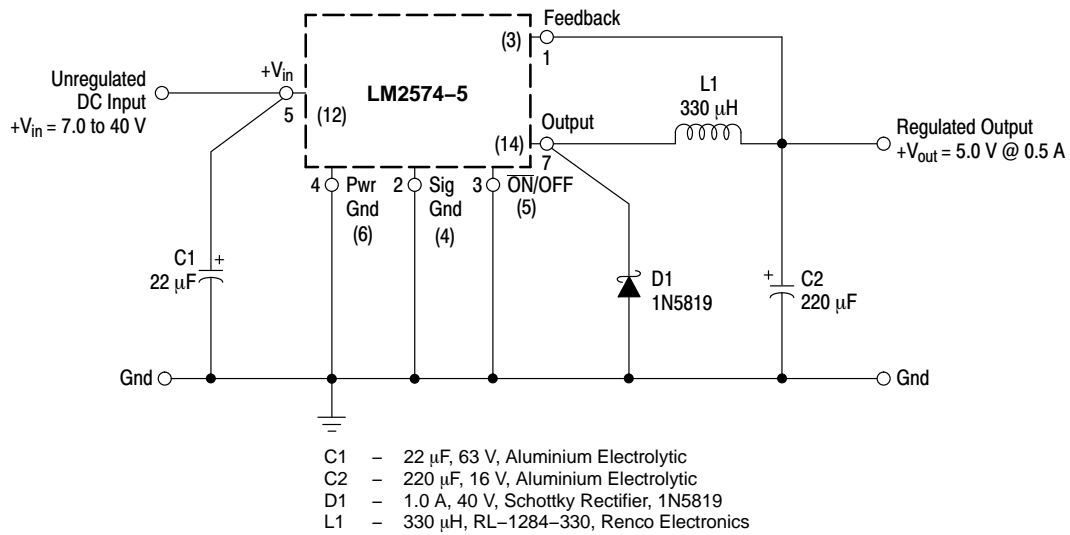 Feedback
(3)
1
Unregulated
DC Input
+Vin = 7.0 to 40 V
+Vin
5
(12)
LM2574−5
L1
330 μH
Output
(14)
7
Regulated Output
+Vout = 5.0 V @ 0.5 A
4 Pwr
Gnd
(6)
2 Sig
Gnd
(4)
3 ON/OFF
(5)
C1
22 μF
+
D1
1N5819
+
C2
220 μF
Gnd
Gnd
C1 – 22 μF, 63 V, Aluminium Electrolytic
C2 – 220 μF, 16 V, Aluminium Electrolytic
D1 – 1.0 A, 40 V, Schottky Rectifier, 1N5819
L1 – 330 μH, RL−1284−330, Renco Electronics